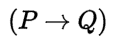 (P → Q)